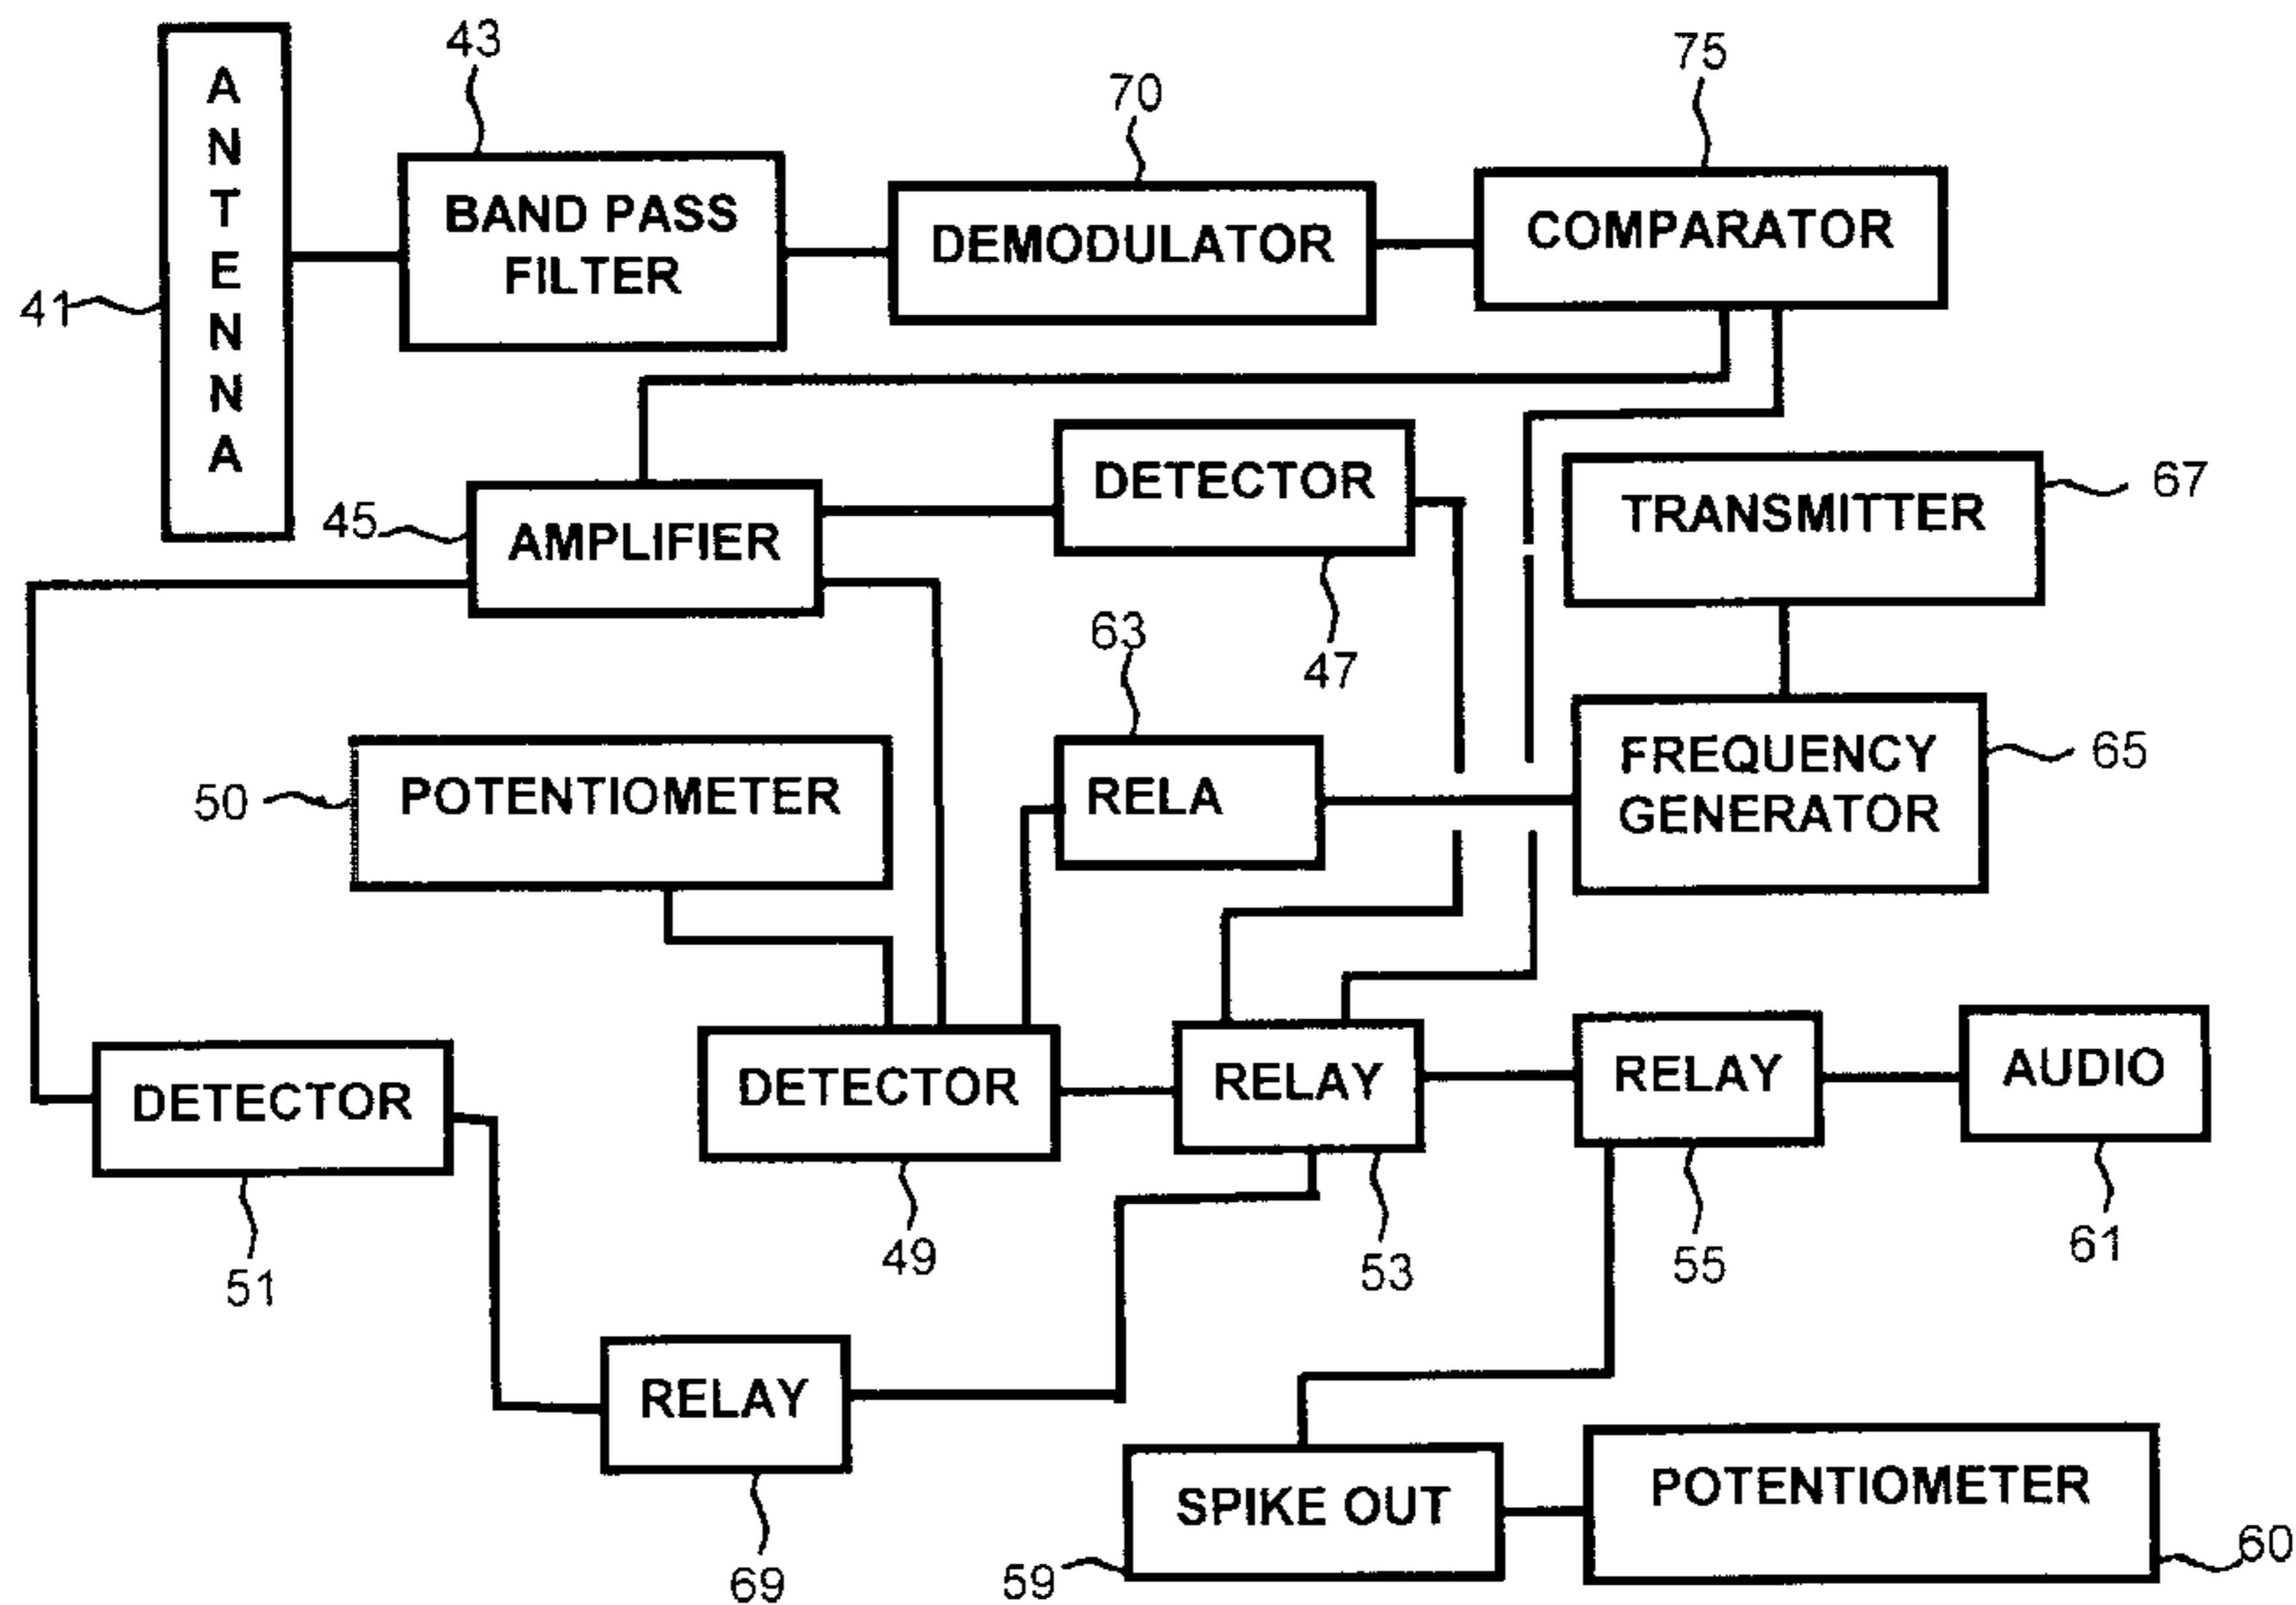 43
75
70
A
N
T
E
N
N
A
BAND PASS
FILTER
DEMODULATOR
COMPARATOR
41
DETECTOR
67
TRANSMITTER
45
AMPLIFIER
63
47
POTENTIOMETER
50
RELA
FREQUENCY
GENERATOR
65
DETECTOR
DETECTOR
RELAY
RELAY
AUDIO
51
49
53
55
61
RELAY
SPIKE OUT
POTENTIOMETER
60
69
59